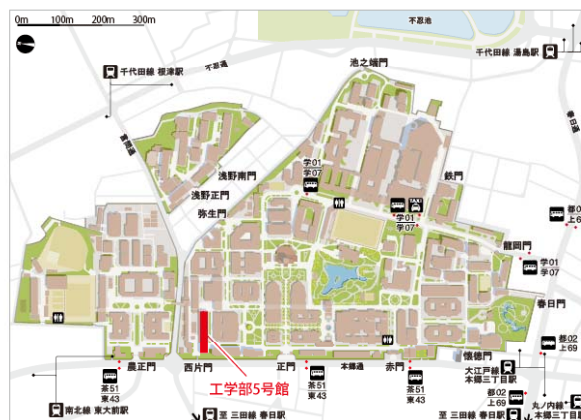 0m 100m 200m 300m
不忍池
千代田線 湯島駅
池之端門
千代田線 根津駅
不忍通
春日通
言問通
学01
学07
鉄門
浅野南門
浅野正門
TAXI
弥生門
学01
学07
龍岡門
都02
上69
学01
学07
春日門
都02
上69
懐徳門
農正門
西片門
正門
本郷通
赤門
大江戸線
本郷三丁目駅
茶51
東43
工学部5号館
茶51
東43
茶51
東43
都02
上69
丸ノ内線
本郷三丁目駅
南北線 東大前駅
至 三田線 春日駅
至 三田線 春日駅